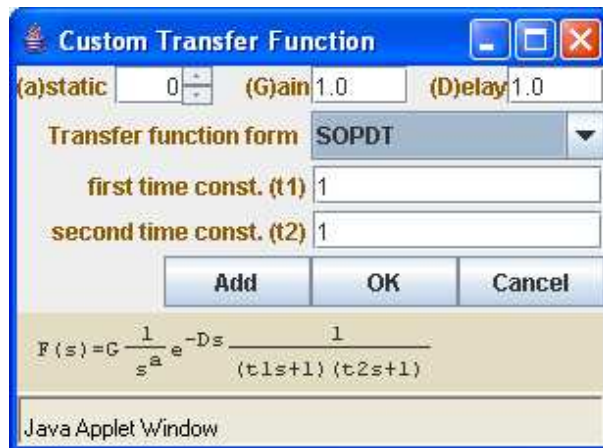 Custom Transfer Function
(a)static 0 (G)ain 1.0 (D)elay 1.0
Transfer function form SOPDT
first time const. (t1) 1
second time const. (t2) 1
Add OK Cancel
F(s)=G 1/s^a e^-Ds 1/((t1s+1)(t2s+1))
Java Applet Window